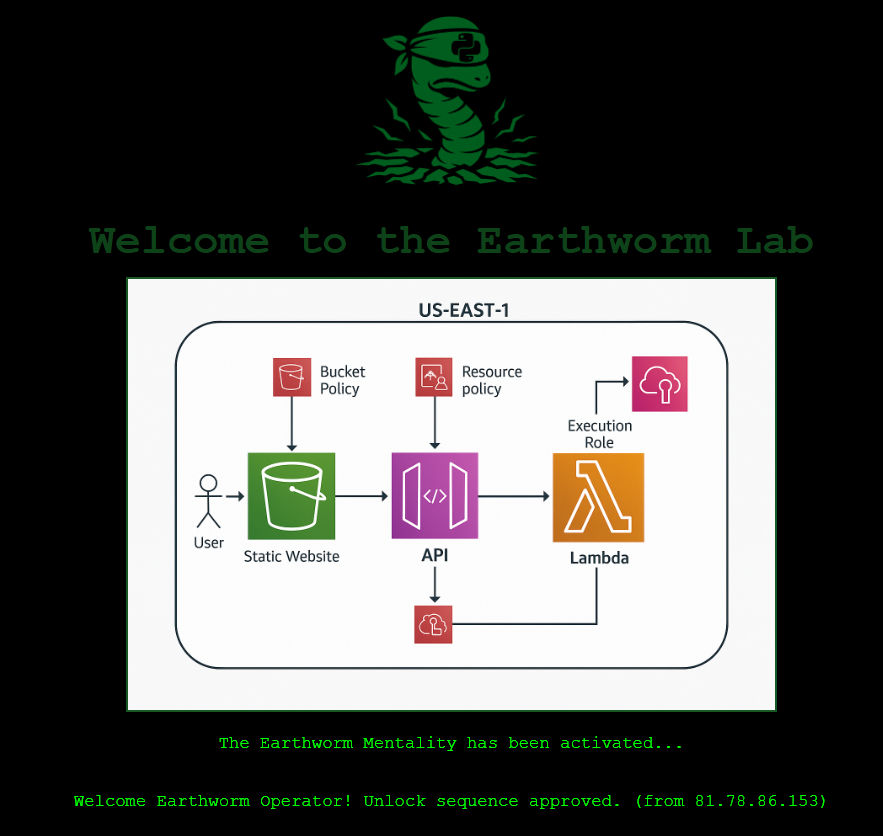 Welcome to the Earthworm Lab
US-EAST-1
Bucket
Policy
Resource
policy
Execution
Role
User
Static Website
</>
API
Lambda
The Earthworm Mentality has been activated...
Welcome Earthworm Operator! Unlock sequence approved. (from 81.78.86.153)